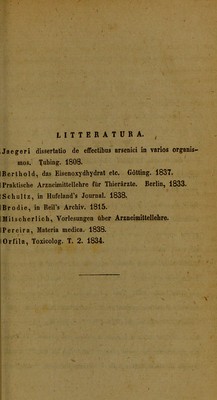 LITTERATURA.
Jaegeri dissertatio de effectibus arsenici in varios organis-
mos. Tubing. 1808.
Berthold, das Eisenoxydhydrat etc. Götting. 1837.
Praktische Arzneimittellehre für Thierärzte. Berlin, 1833.
Schultz, in Hufeland's Journal. 1838.
Brodie, in Reil's Archiv. 1815.
Mitscherlich, Vorlesungen über Arzneimittellehre.
Pereira, Materia medica. 1838.
Orfila, Toxicolog. T. 2. 1834.